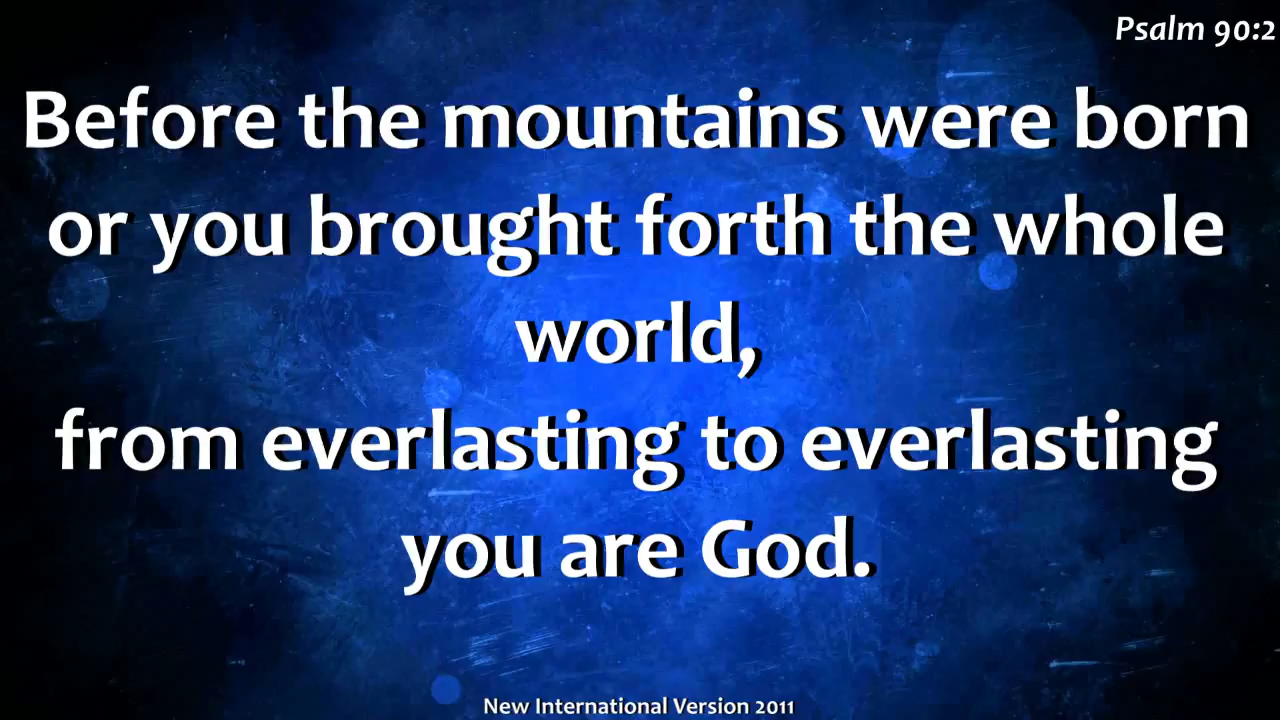 Psalm 90:2
Before the mountains were born
or you brought forth the whole
world,
from everlasting to everlasting
you are God.
New International Version 2011